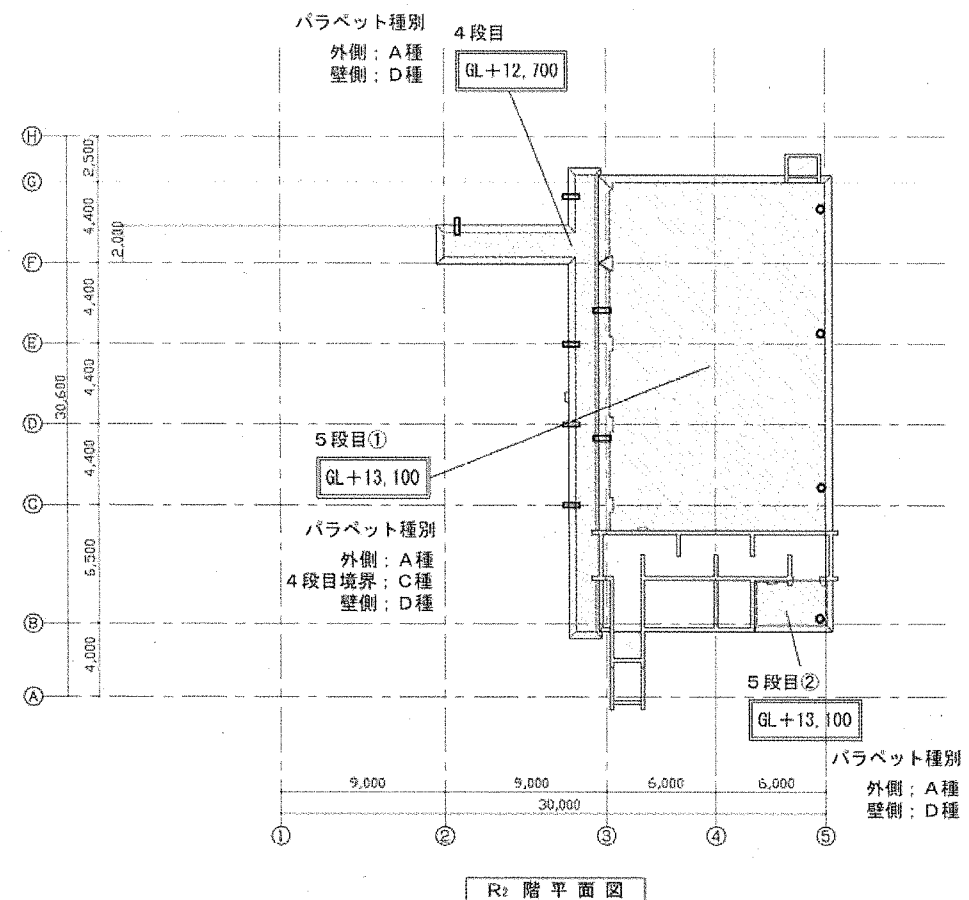 パラペット種別
外側；A種
壁側；D種
4段目
GL+12,700
Ⓗ
Ⓖ
Ⓕ
Ⓔ
Ⓓ
Ⓒ
Ⓑ
Ⓐ
2,500
4,400
2,000
4,400
4,400
4,400
30,600
5,500
4,000
5段目①
GL+13,100
パラペット種別
外側；A種
4段目境界；C種
壁側；D種
5段目②
GL+13,100
パラペット種別
外側；A種
壁側；D種
9,000
9,000
6,000
6,000
30,000
①
②
③
④
⑤
R2 階平面図